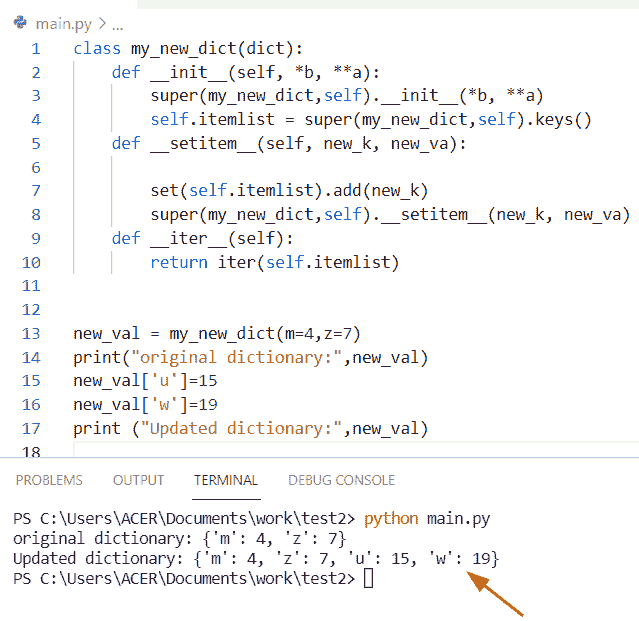 main.py > ...
1 class my_new_dict(dict):
2     def __init__(self, *b, **a):
3         super(my_new_dict,self).__init__(*b, **a)
4         self.itemlist = super(my_new_dict,self).keys()
5     def __setitem__(self, new_k, new_va):
6
7         set(self.itemlist).add(new_k)
8         super(my_new_dict,self).__setitem__(new_k, new_va)
9     def __iter__(self):
10         return iter(self.itemlist)
11
12
13 new_val = my_new_dict(m=4,z=7)
14 print("original dictionary:",new_val)
15 new_val['u']=15
16 new_val['w']=19
17 print ("Updated dictionary:",new_val)
18
PROBLEMS OUTPUT TERMINAL DEBUG CONSOLE
PS C:\Users\ACER\Documents\work\test2> python main.py
original dictionary: {'m': 4, 'z': 7}
Updated dictionary: {'m': 4, 'z': 7, 'u': 15, 'w': 19}
PS C:\Users\ACER\Documents\work\test2>